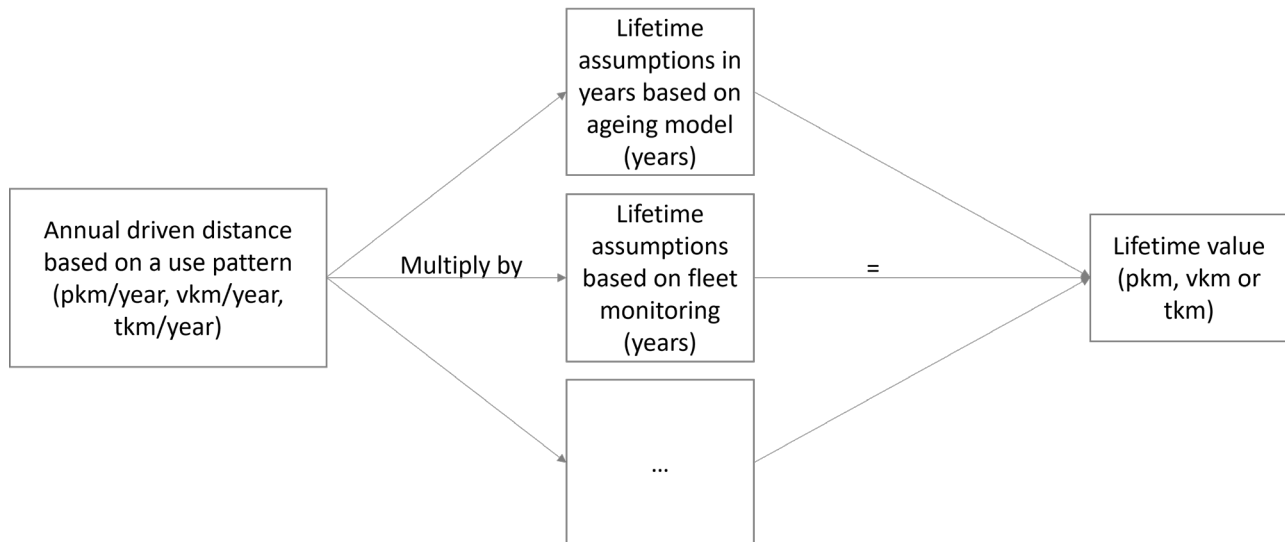 Annual driven distance
based on a use pattern
(pkm/year, vkm/year,
tkm/year)
Multiply by
Lifetime
assumptions in
years based on
ageing model
(years)
Lifetime
assumptions
based on fleet
monitoring
(years)
...
=
Lifetime value
(pkm, vkm or
tkm)